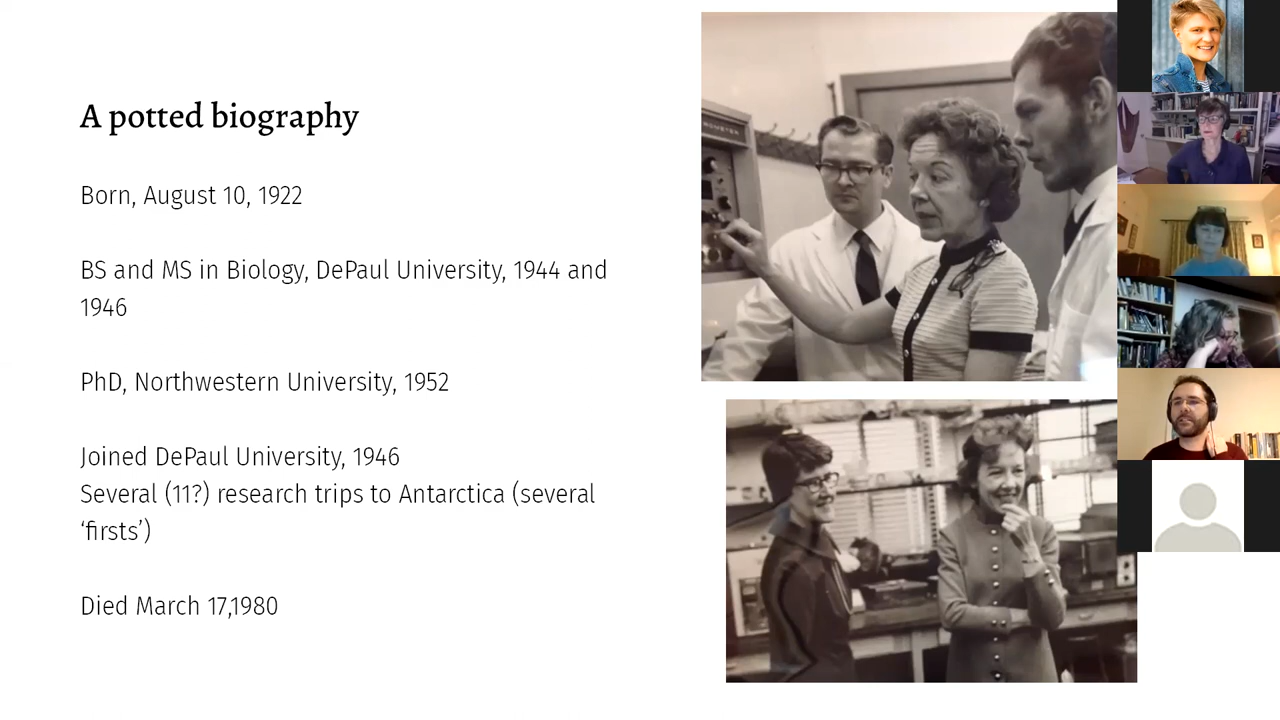 A potted biography
Born, August 10, 1922
BS and MS in Biology, DePaul University, 1944 and
1946
PhD, Northwestern University, 1952
Joined DePaul University, 1946
Several (11?) research trips to Antarctica (several
‘firsts’)
Died March 17,1980